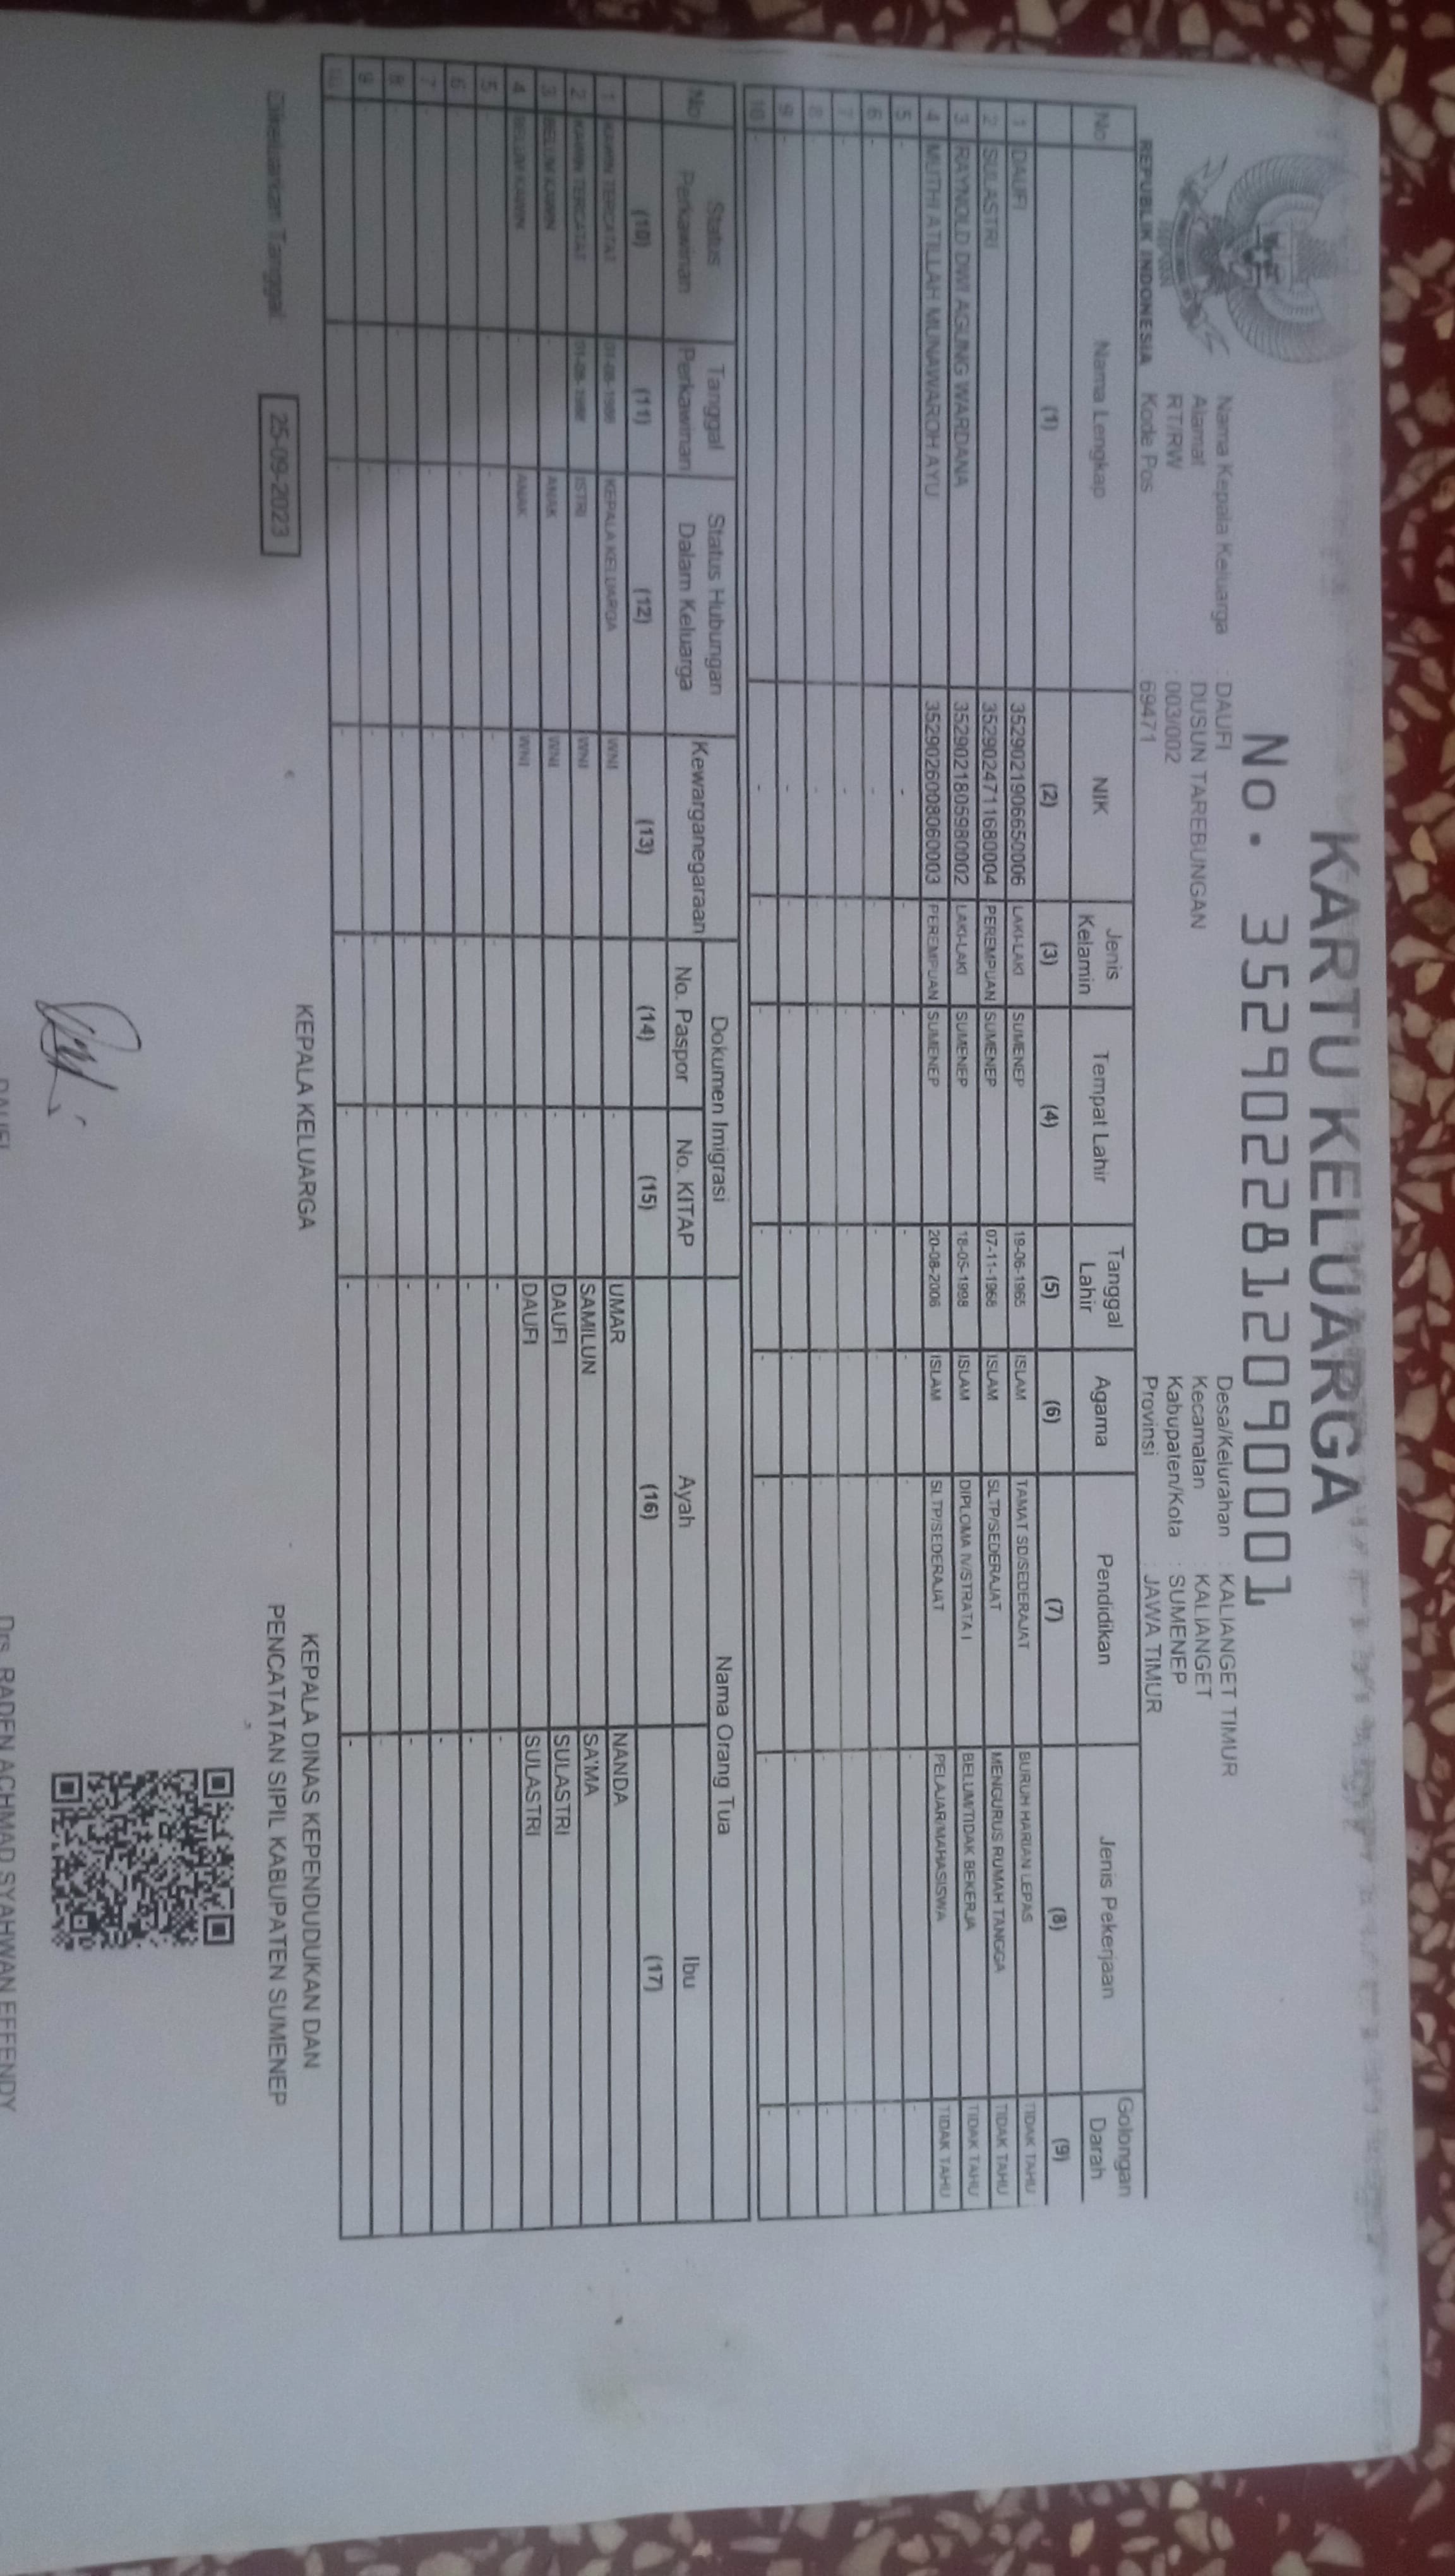 KARTU KELUARGA
No. 3529022812090001
Nama Kepala Keluarga : DAUFI
Alamat : DUSUN TAREBUNGAN
RT/RW : 003/002
Kode Pos : 69471
Desa/Kelurahan : KALIANGET TIMUR
Kecamatan : KALIANGET
Kabupaten/Kota : SUMENEP
Provinsi : JAWA TIMUR
REPUBLIK INDONESIA
No Nama Lengkap NIK Jenis Kelamin Tempat Lahir Tanggal Lahir Agama Pendidikan Jenis Pekerjaan Golongan Darah
(1) (2) (3) (4) (5) (6) (7) (8) (9)
1 DAUFI 3529021906650006 LAKI-LAKI SUMENEP 19-06-1965 ISLAM TAMAT SD/SEDERAJAT BURUH HARIAN LEPAS TIDAK TAHU
2 SULASTRI 3529024711680004 PEREMPUAN SUMENEP 07-11-1968 ISLAM SLTP/SEDERAJAT MENGURUS RUMAH TANGGA TIDAK TAHU
3 RAYNOLD DWI AGUNG WARDANA 3529021805980002 LAKI-LAKI SUMENEP 18-05-1998 ISLAM DIPLOMA IV/STRATA I BELUM/TIDAK BEKERJA TIDAK TAHU
4 MUTHI ATILLAH MUNAWAROH AYU 3529026008060003 PEREMPUAN SUMENEP 20-08-2006 ISLAM SLTP/SEDERAJAT PELAJAR/MAHASISWA TIDAK TAHU
5 - - - - - - - - -
6 - - - - - - - - -
7 - - - - - - - - -
8 - - - - - - - - -
9 - - - - - - - - -
10 - - - - - - - - -
No Status Perkawinan Tanggal Perkawinan Status Hubungan Dalam Keluarga Kewarganegaraan Dokumen Imigrasi Nama Orang Tua
No. Paspor No. KITAP Ayah Ibu
(10) (11) (12) (13) (14) (15) (16) (17)
1 KAWIN TERCATAT KEPALA KELUARGA WNI - UMAR NANDA
2 KAWIN TERCATAT ISTRI WNI - SAMILUN SA'MA
3 BELUM KAWIN - ANAK WNI - DAUFI SULASTRI
4 BELUM KAWIN - ANAK WNI - DAUFI SULASTRI
5 - - - - - - - -
6 - - - - - - - -
7 - - - - - - - -
8 - - - - - - - -
9 - - - - - - - -
10 - - - - - - - -
Dikeluarkan Tanggal : 25-09-2023
KEPALA KELUARGA
KEPALA DINAS KEPENDUDUKAN DAN
PENCATATAN SIPIL KABUPATEN SUMENEP
DAUFI
Drs. RADEN ACHMAD SYAHWAN EFFENDY